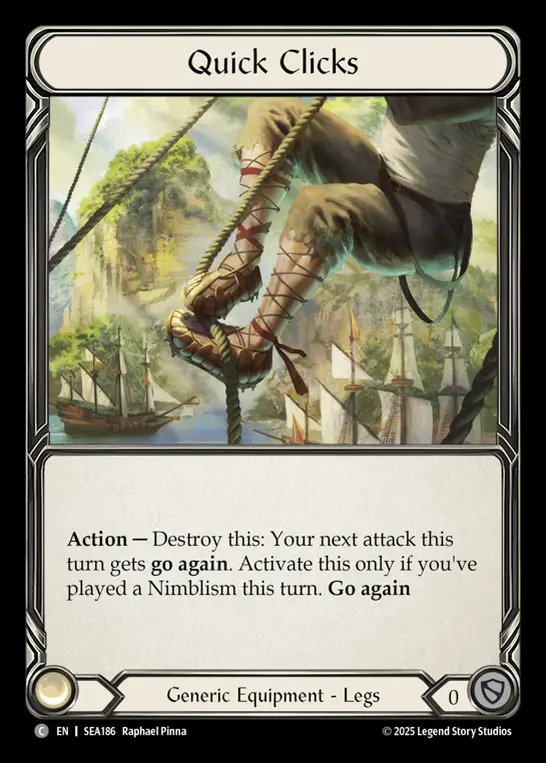 Quick Clicks
Action — Destroy this: Your next attack this
turn gets go again. Activate this only if you've
played a Nimblism this turn. Go again
Generic Equipment - Legs
0
C EN | SEA186 Raphael Pinna
© 2025 Legend Story Studios